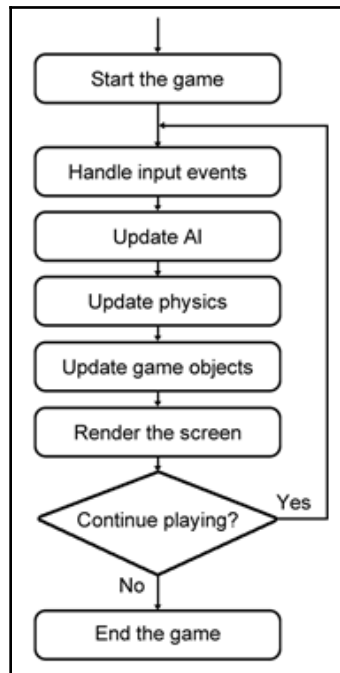 Start the game
Handle input events
Update AI
Update physics
Update game objects
Render the screen
Continue playing?
Yes
No
End the game